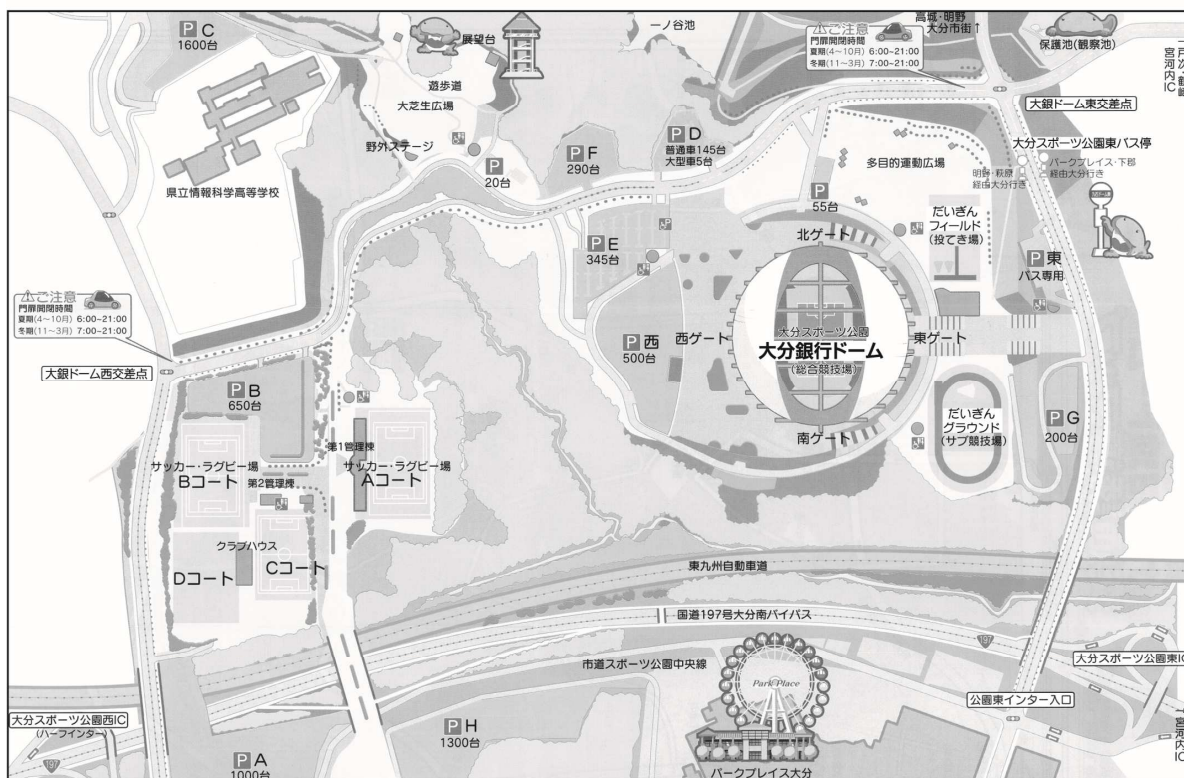 P C
1600台
展望台
一ノ谷池
高城・明野
大分市街↑
保護池(観察池)
⚠ご注意
門扉開閉時間
夏期(4~10月) 6:00~21:00
冬期(11~3月) 7:00~21:00
大銀ドーム東交差点
遊歩道
大芝生広場
野外ステージ
P
20台
P F
290台
P D
普通車145台
大型車5台
多目的運動広場
大分スポーツ公園東バス停
明野・萩原
経由大分行き
パークプレイス・下郡
経由大分行き
県立情報科学高等学校
P
55台
北ゲート
だいぎん
フィールド
(投てき場)
P 東
バス専用
P E
345台
⚠ご注意
門扉開閉時間
夏期(4~10月) 6:00~21:00
冬期(11~3月) 7:00~21:00
大銀ドーム西交差点
P 西
500台
西ゲート
大分スポーツ公園
大分銀行ドーム
(総合競技場)
東ゲート
南ゲート
だいぎん
グラウンド
(サブ競技場)
P G
200台
P B
650台
第1管理棟
サッカー・ラグビー場
Bコート
サッカー・ラグビー場
Aコート
第2管理棟
クラブハウス
Dコート
Cコート
東九州自動車道
国道197号大分南バイパス
197
市道スポーツ公園中央線
Park Place
大分スポーツ公園東IC
公園東インター入口
宮河内IC
大分スポーツ公園西IC
(ハーフインター)
197
P H
1300台
P A
1000台
パークプレイス大分